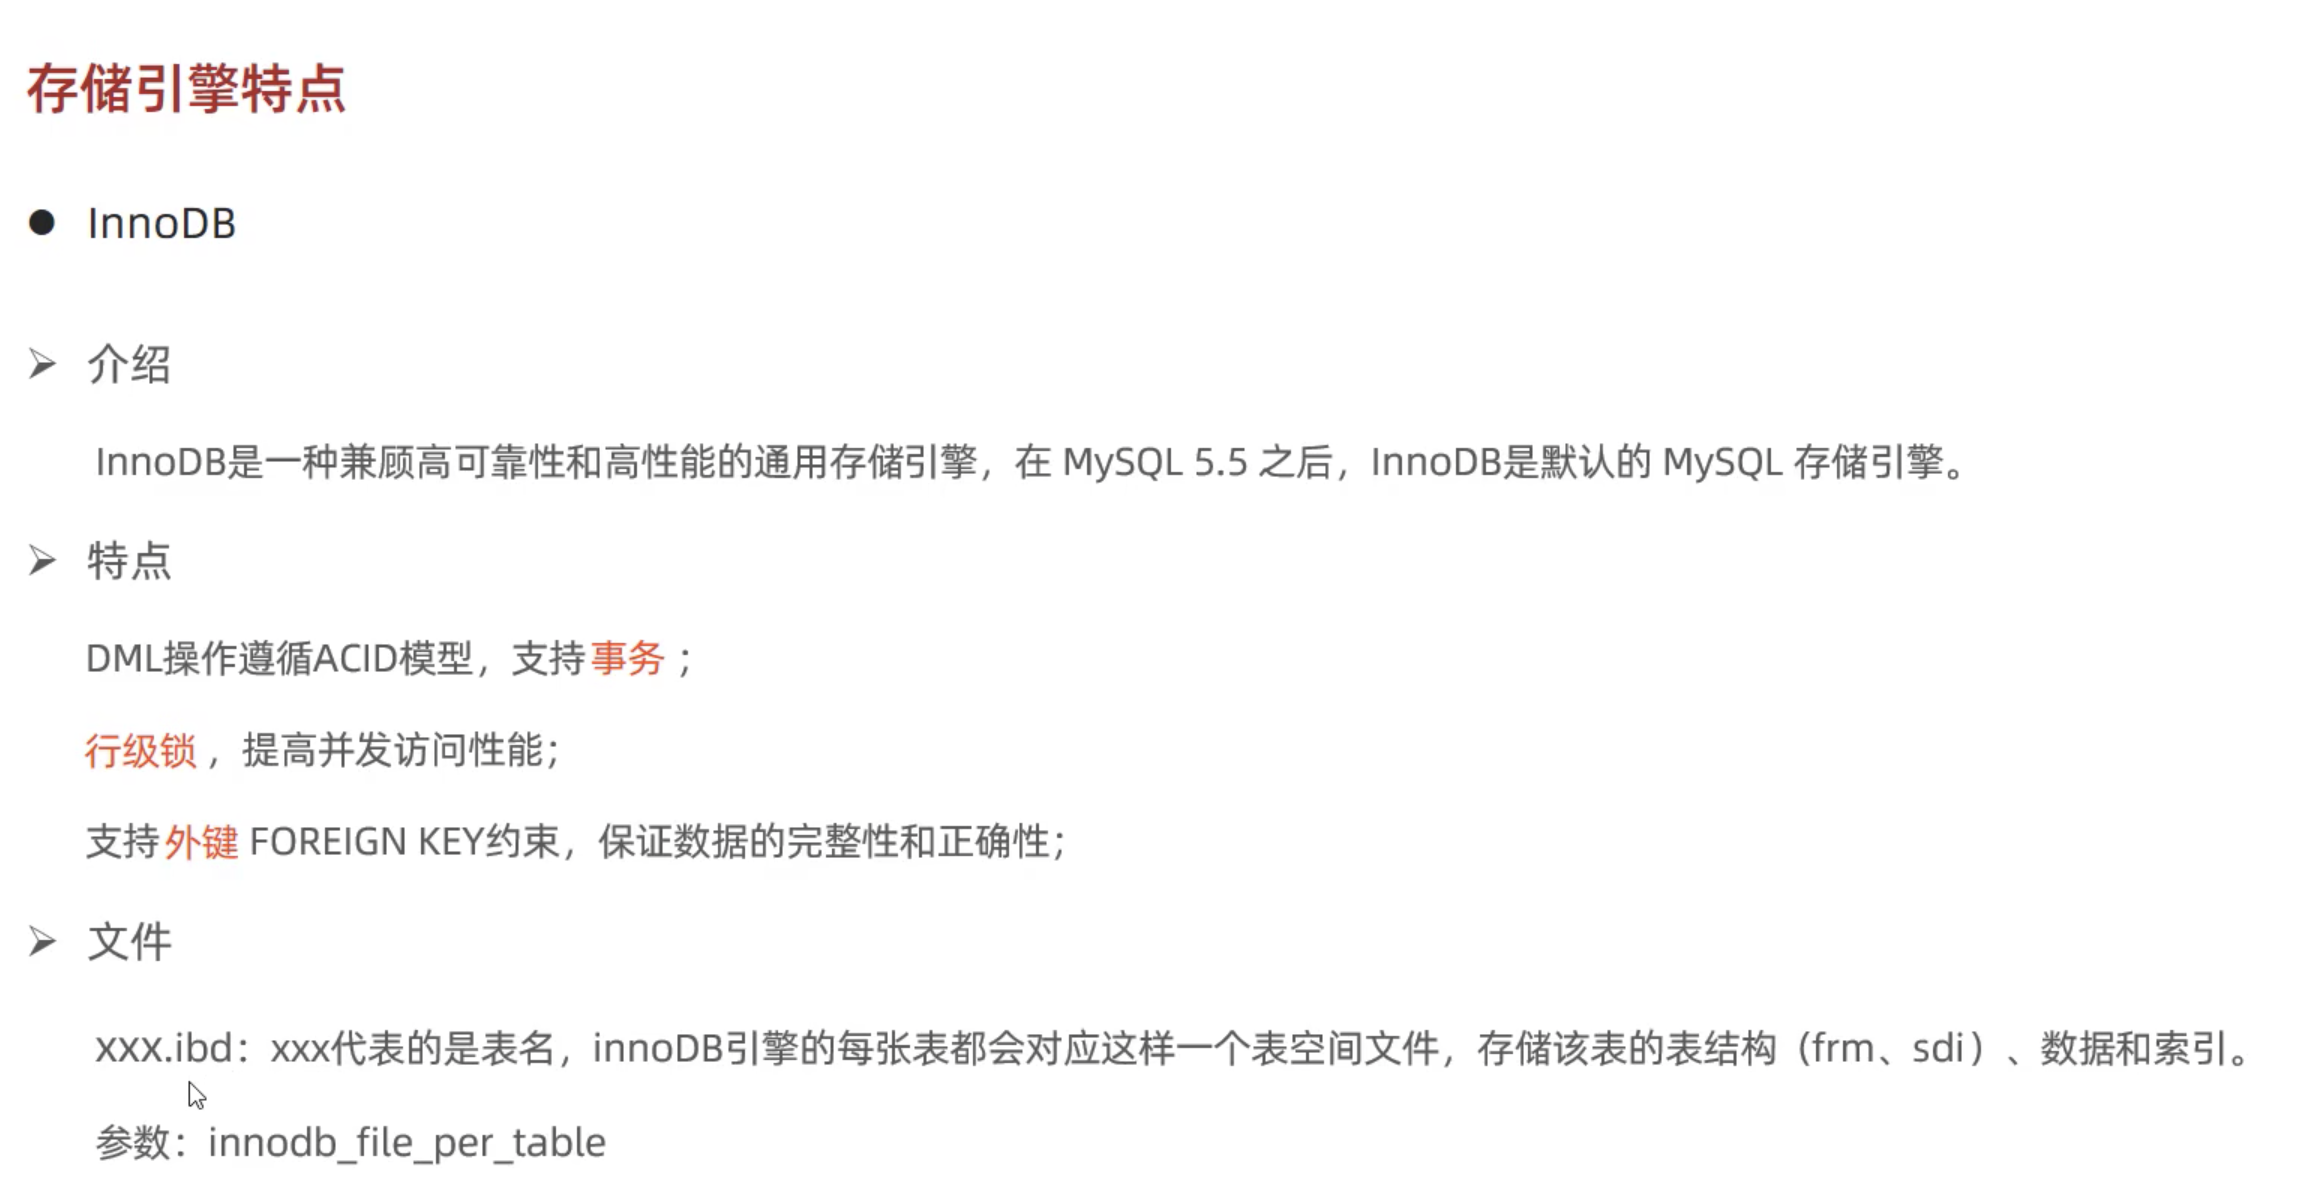 存储引擎特点
● InnoDB
➢ 介绍
InnoDB是一种兼顾高可靠性和高性能的通用存储引擎，在 MySQL 5.5 之后，InnoDB是默认的 MySQL 存储引擎。
➢ 特点
DML操作遵循ACID模型，支持事务；
行级锁，提高并发访问性能；
支持外键 FOREIGN KEY约束，保证数据的完整性和正确性；
➢ 文件
xxx.ibd：xxx代表的是表名，innoDB引擎的每张表都会对应这样一个表空间文件，存储该表的表结构（frm、sdi）、数据和索引。
参数：innodb_file_per_table